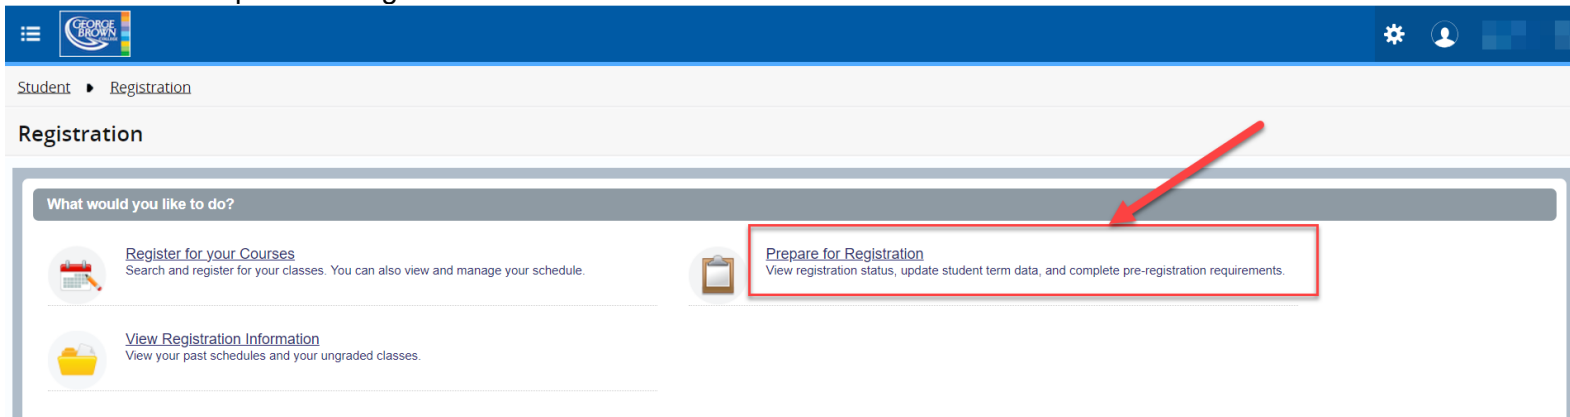 GEORGE
BROWN
COLLEGE
Student Registration
Registration
What would you like to do?
Register for your Courses
Search and register for your classes. You can also view and manage your schedule.
Prepare for Registration
View registration status, update student term data, and complete pre-registration requirements.
View Registration Information
View your past schedules and your ungraded classes.